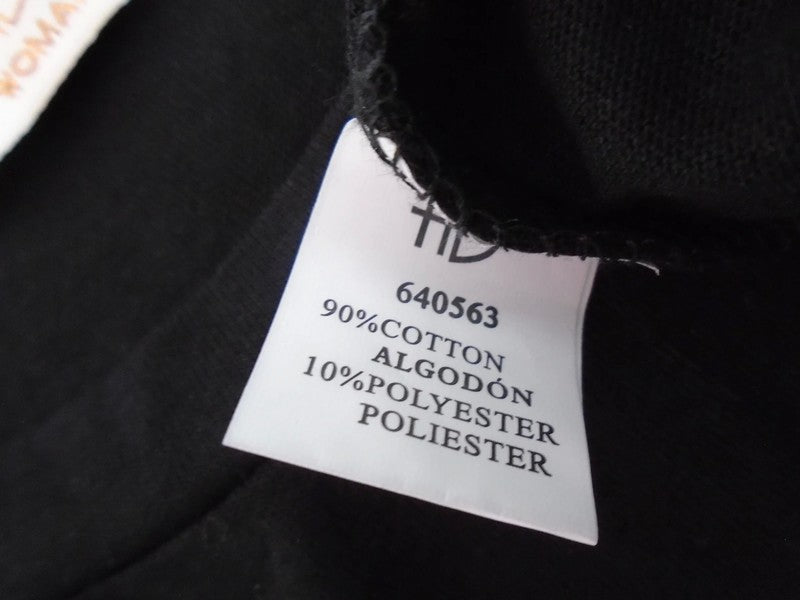 640563
90%COTTON
ALGODÓN
10%POLYESTER
POLIESTER